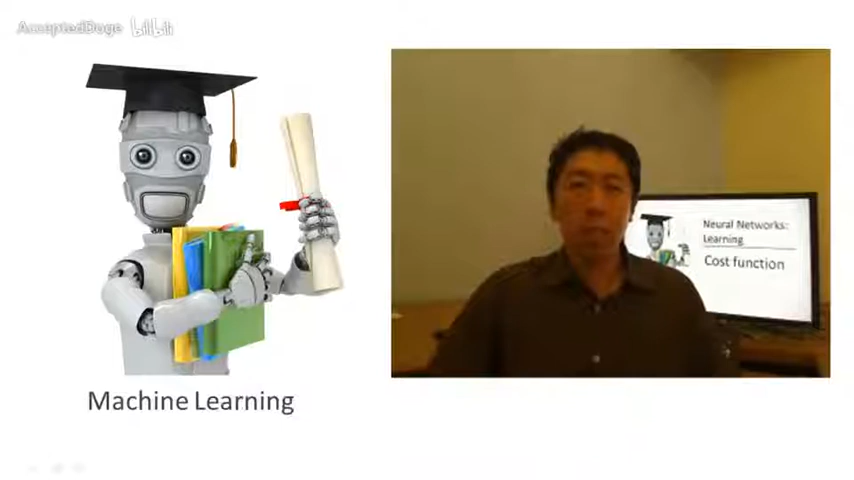 AcceptedDoge bilibili
Neural Networks:
Learning
Cost function
Machine Learning